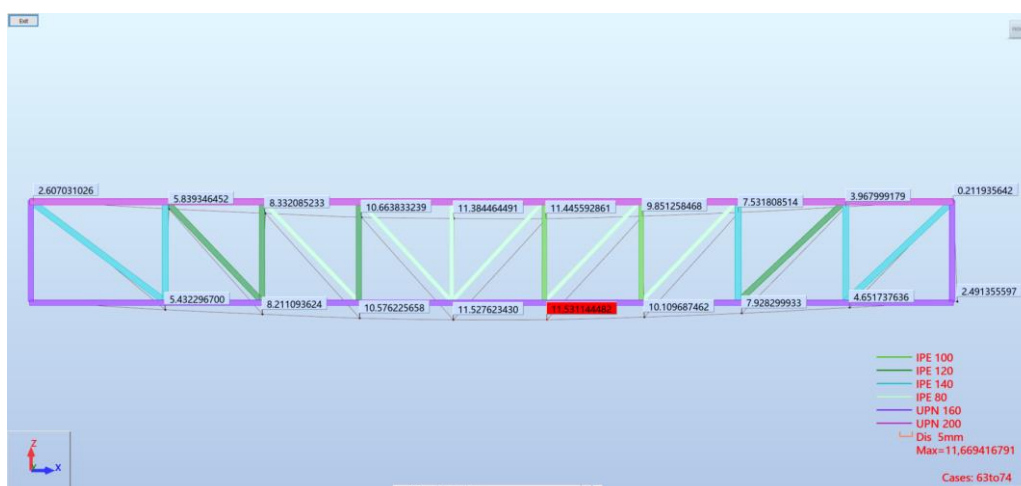 Exit
2.607031026
5.839346452
8.332085233
10.663833239
11.384464491
11.445592861
9.851258468
7.531808514
3.967999179
0.211935642
5.432296700
8.211093624
10.576225658
11.527623430
11.531144482
10.109687462
7.928299933
4.651737636
2.491355597
IPE 100
IPE 120
IPE 140
IPE 80
UPN 160
UPN 200
Dis 5mm
Max=11,669416791
Cases: 63to74
Z
X